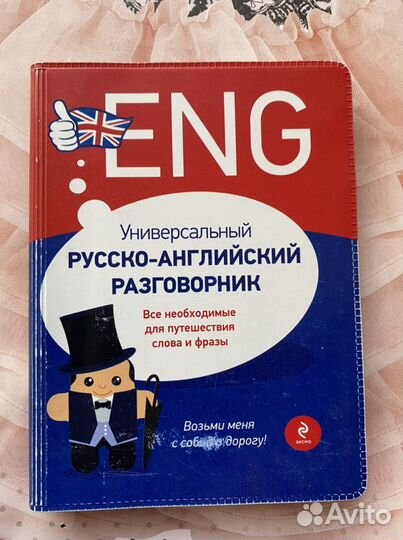 ENG
Универсальный
РУССКО-АНГЛИЙСКИЙ
РАЗГОВОРНИК
Все необходимые
для путешествия
слова и фразы
Возьми меня
с собой в дорогу!
ЭКСМО
Avito